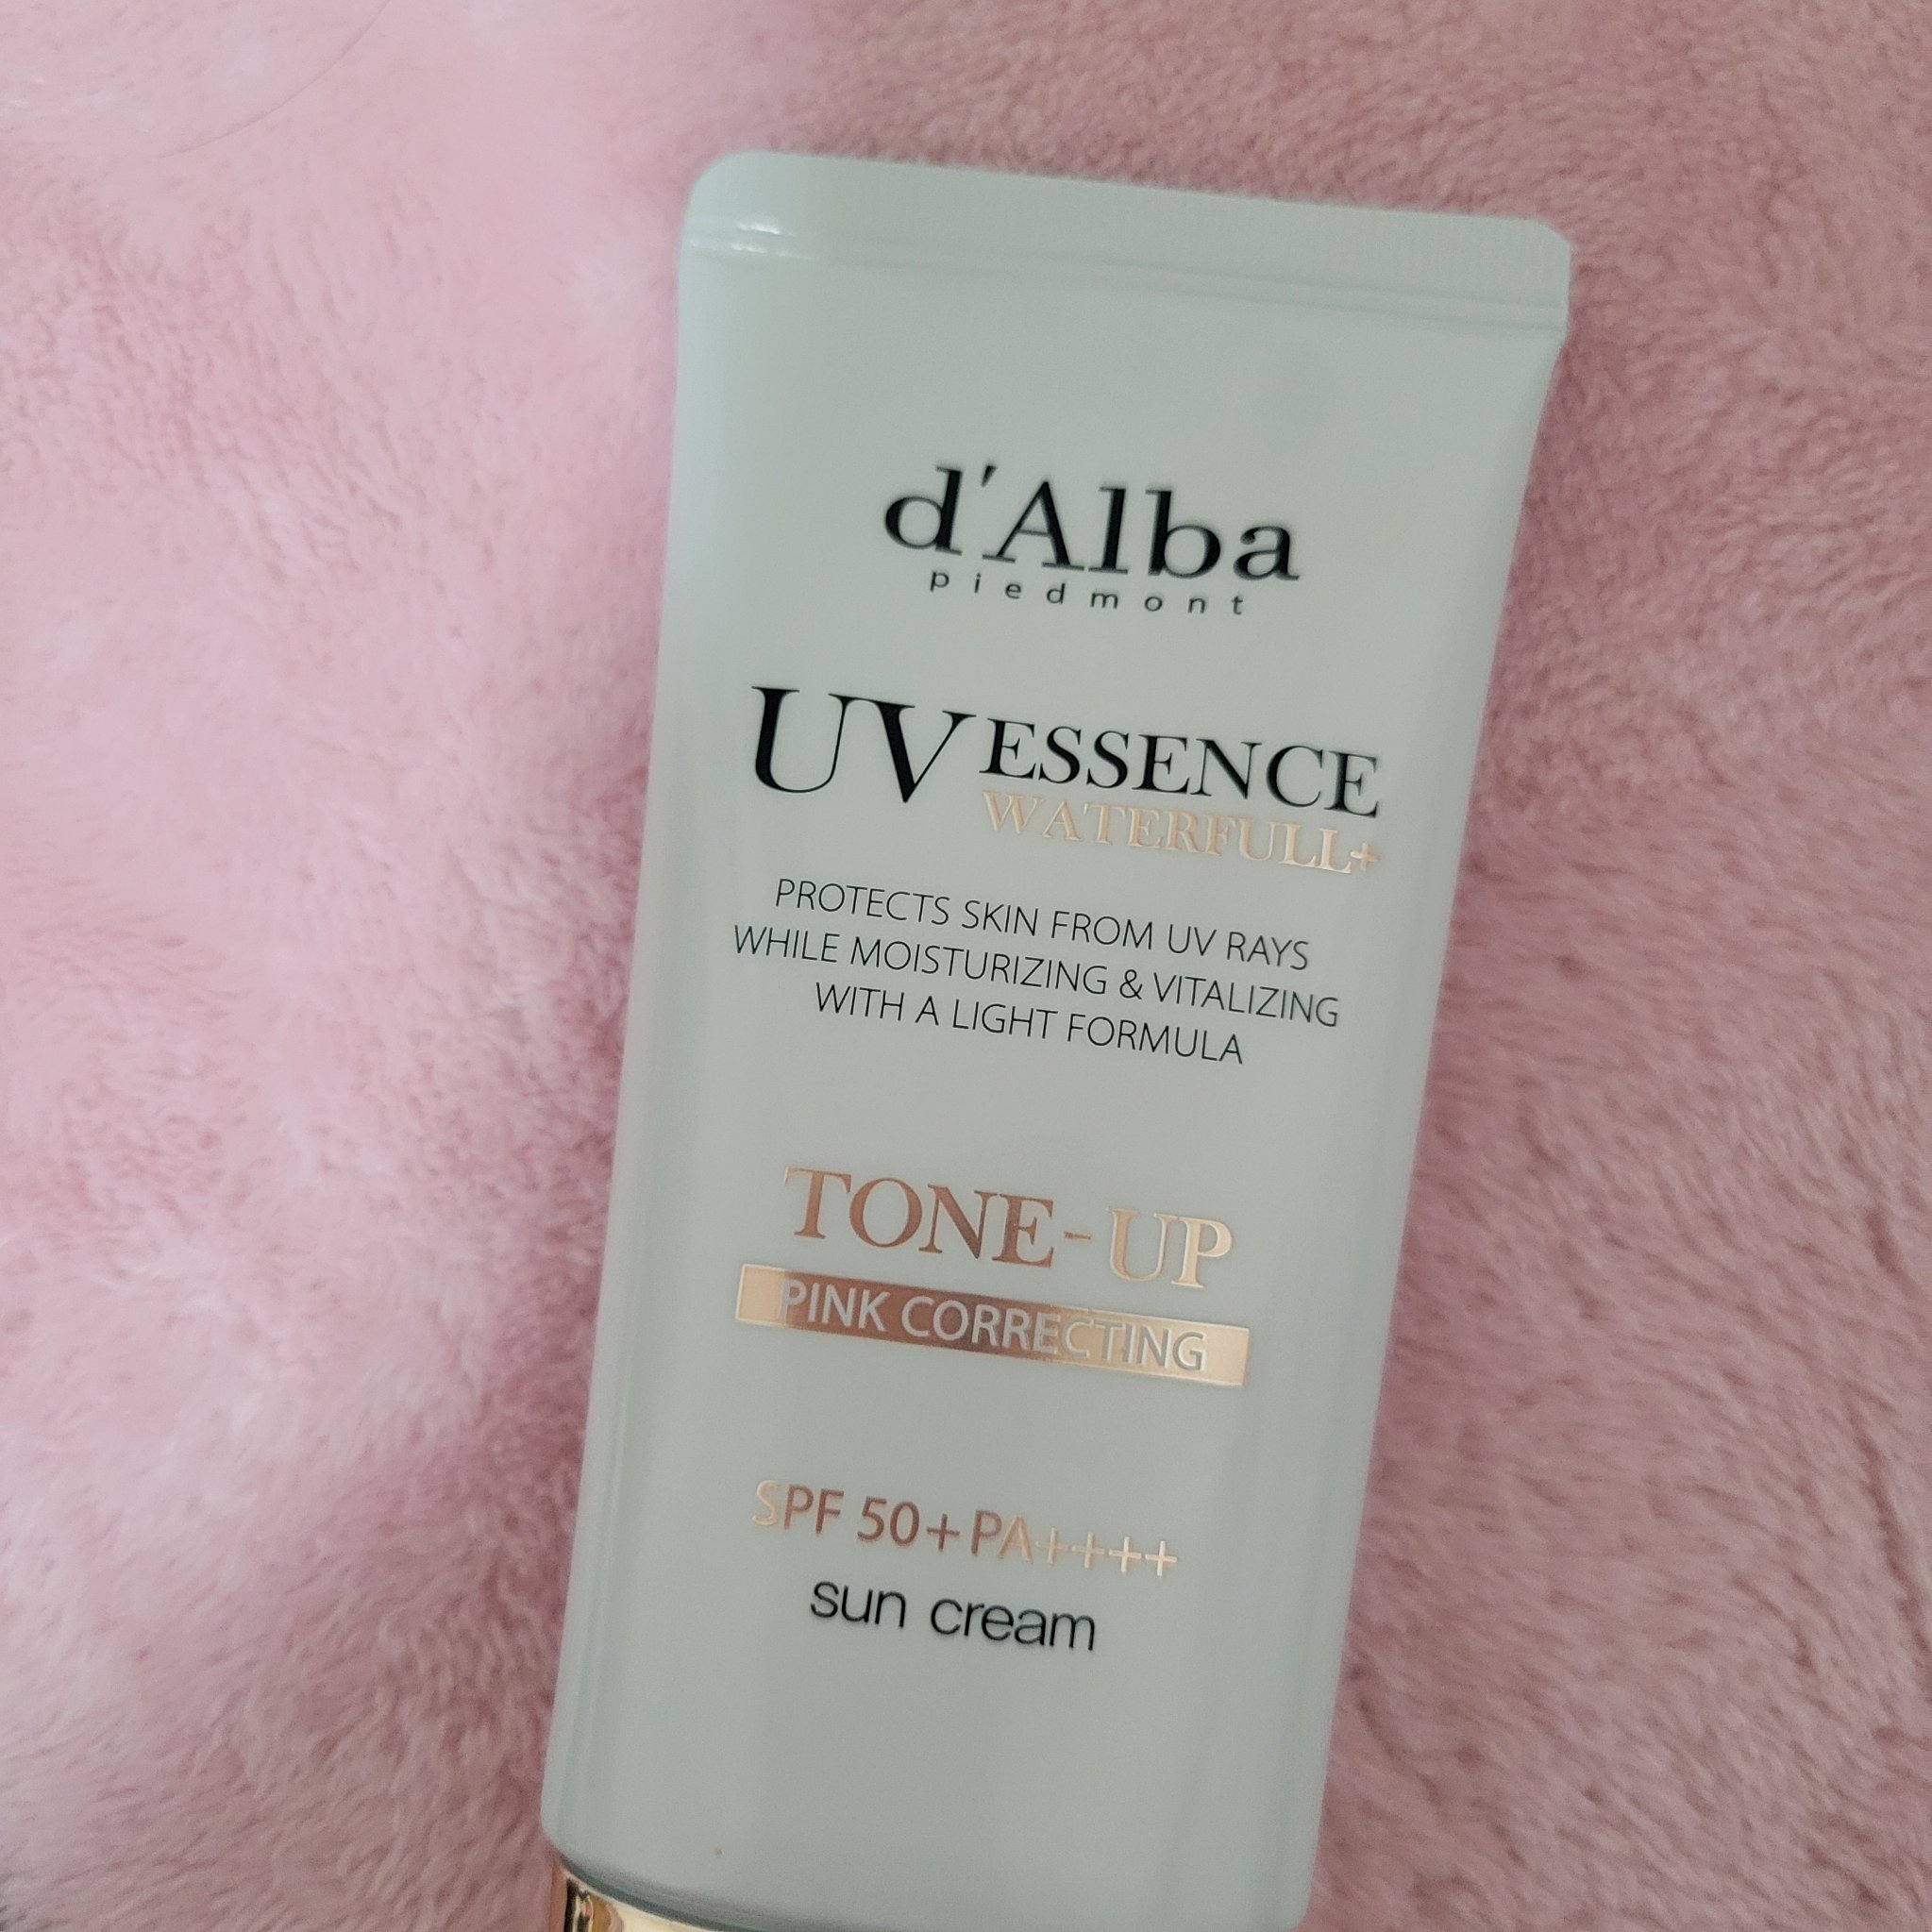 d'Alba
piedmont
UV ESSENCE
WATERFULL+
PROTECTS SKIN FROM UV RAYS
WHILE MOISTURIZING & VITALIZING
WITH A LIGHT FORMULA
TONE-UP
PINK CORRECTING
SPF 50+ PA++++
sun cream